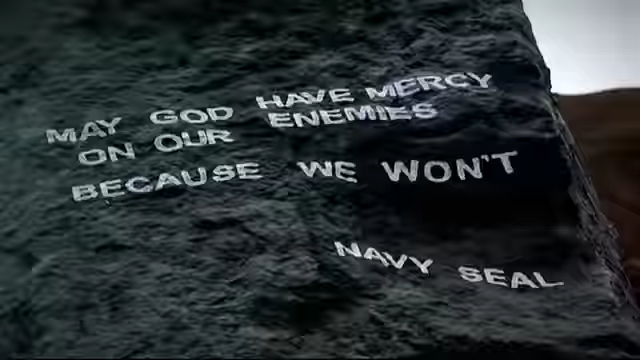 MAY GOD HAVE MERCY
ON OUR ENEMIES
BECAUSE WE WON'T
NAVY SEAL